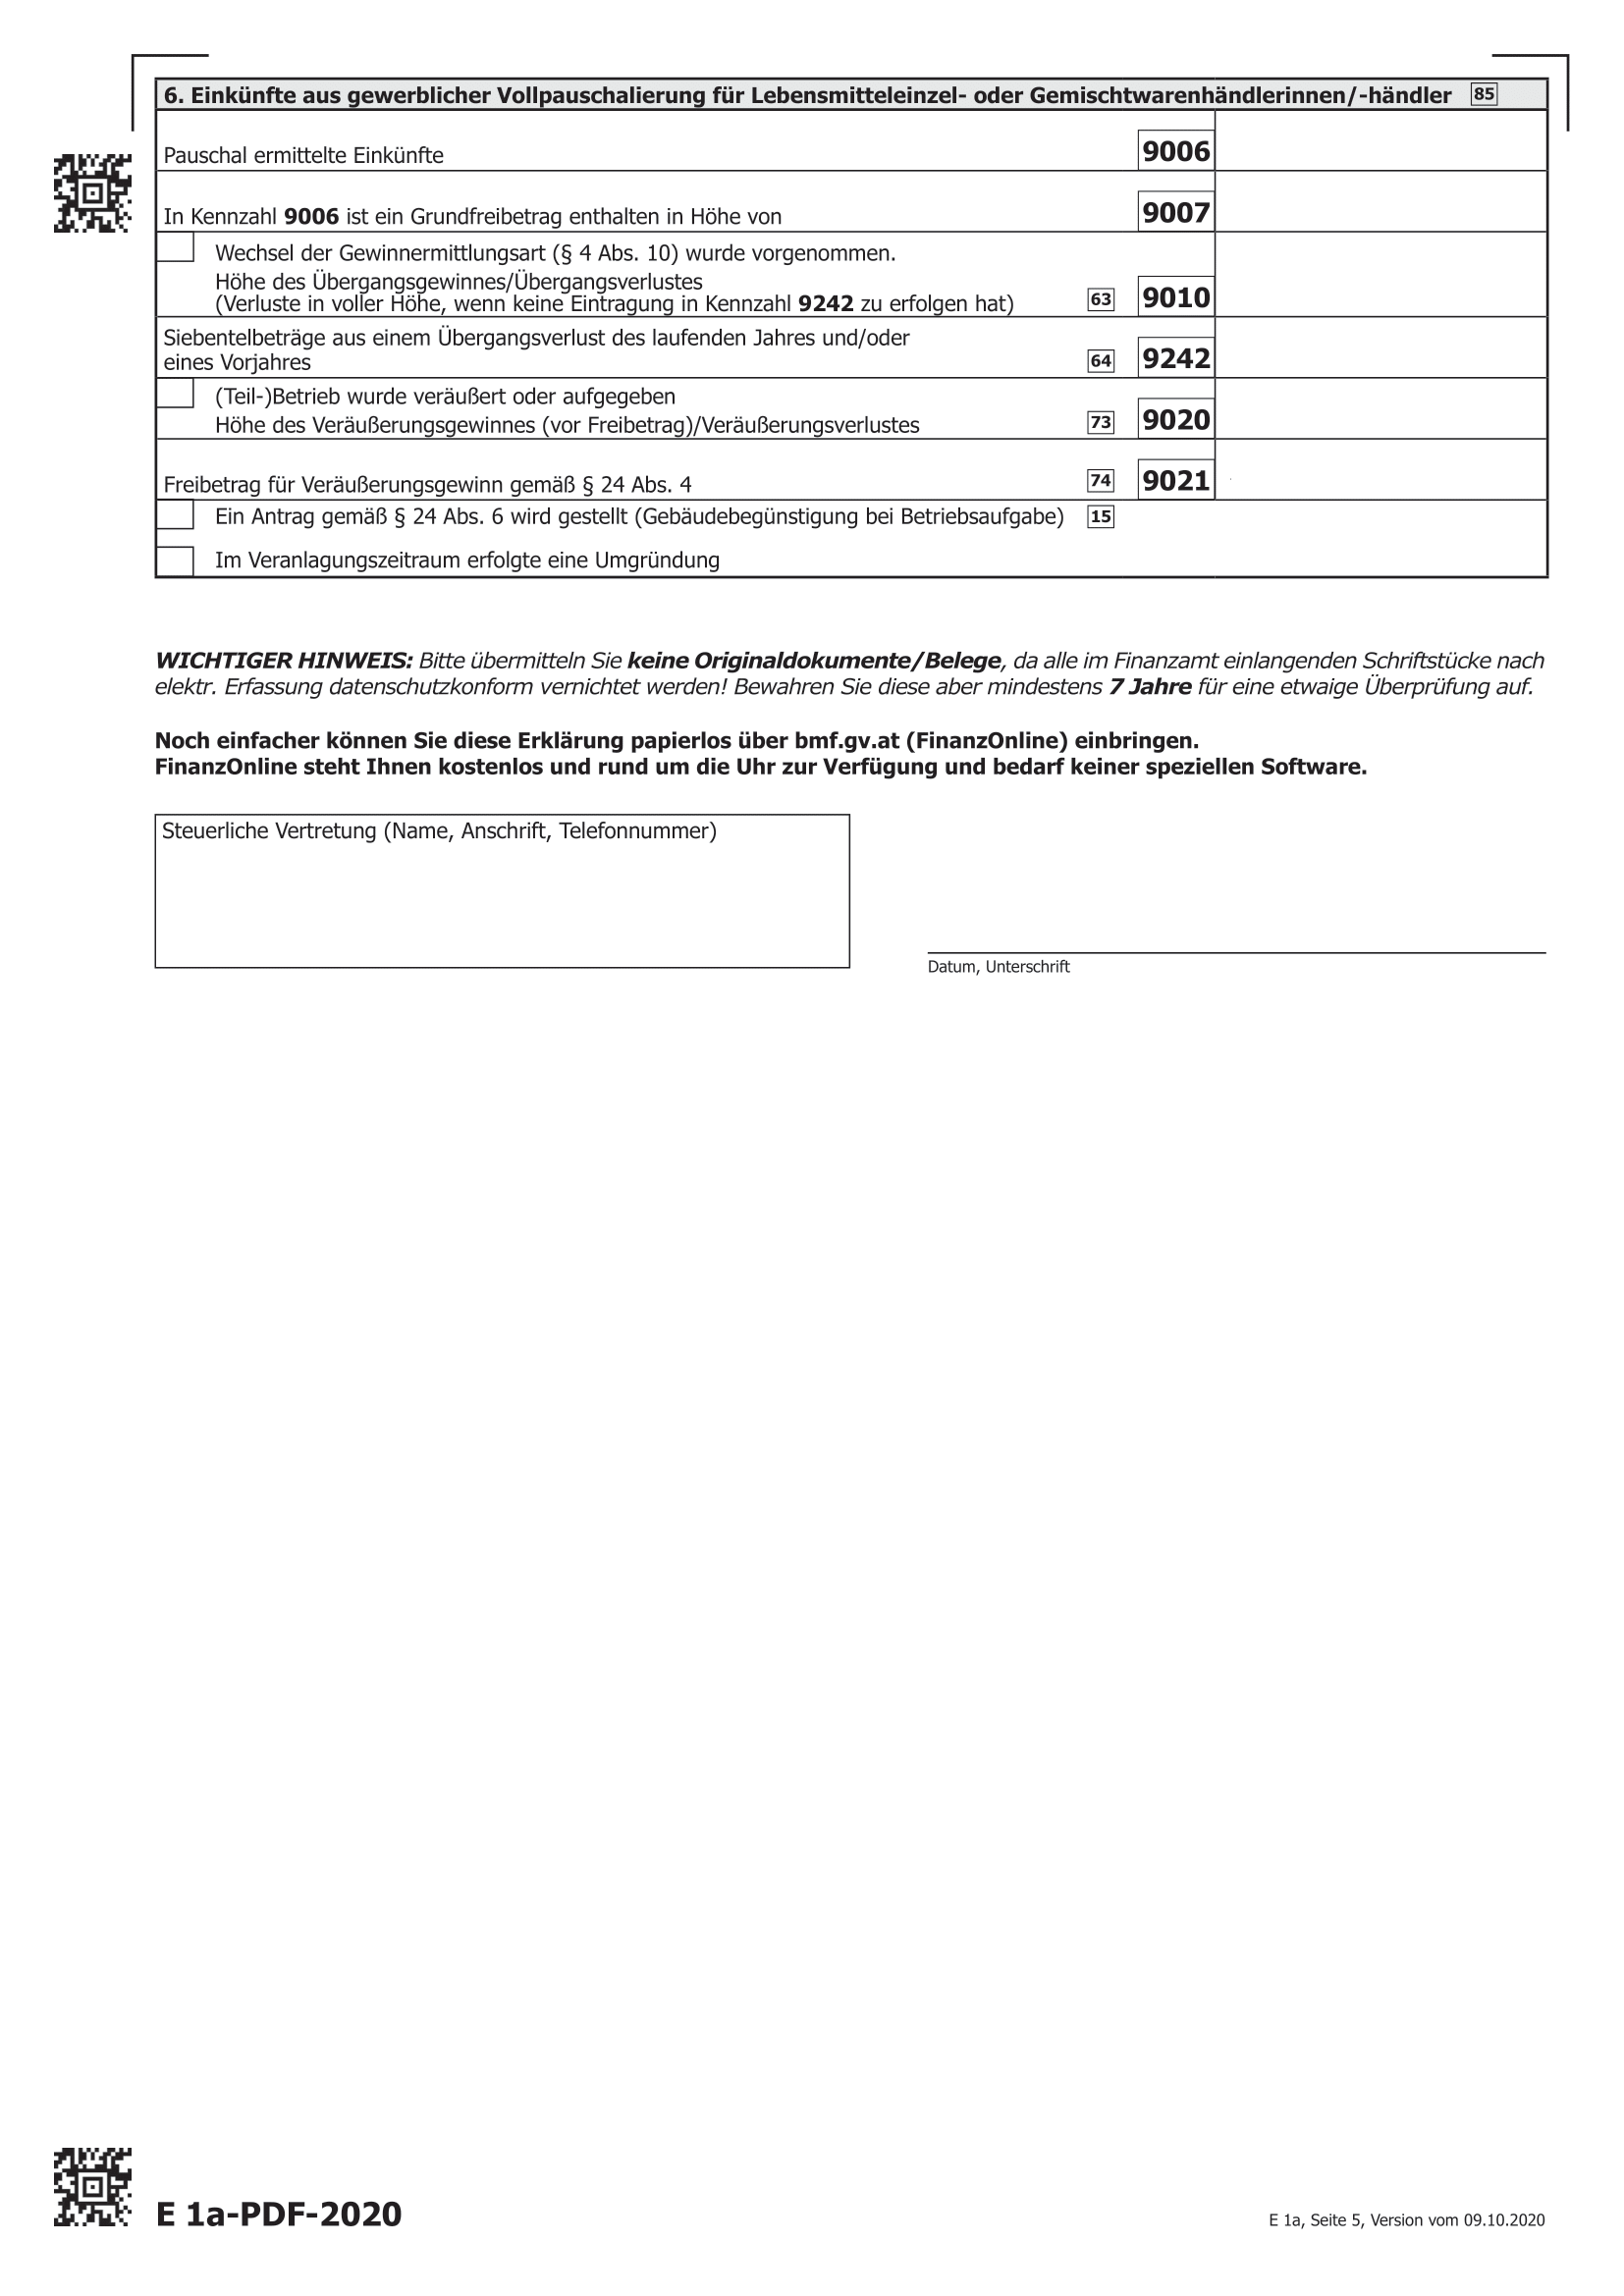 6. Einkünfte aus gewerblicher Vollpauschalierung für Lebensmitteleinzel- oder Gemischtwarenhändlerinnen/-händler 85
Pauschal ermittelte Einkünfte 9006
In Kennzahl 9006 ist ein Grundfreibetrag enthalten in Höhe von 9007
Wechsel der Gewinnermittlungsart (§ 4 Abs. 10) wurde vorgenommen.
Höhe des Übergangsgewinnes/Übergangsverlustes
(Verluste in voller Höhe, wenn keine Eintragung in Kennzahl 9242 zu erfolgen hat) 63 9010
Siebentelbeträge aus einem Übergangsverlust des laufenden Jahres und/oder
eines Vorjahres 64 9242
(Teil-)Betrieb wurde veräußert oder aufgegeben
Höhe des Veräußerungsgewinnes (vor Freibetrag)/Veräußerungsverlustes 73 9020
Freibetrag für Veräußerungsgewinn gemäß § 24 Abs. 4 74 9021
Ein Antrag gemäß § 24 Abs. 6 wird gestellt (Gebäudebegünstigung bei Betriebsaufgabe) 15
Im Veranlagungszeitraum erfolgte eine Umgründung
WICHTIGER HINWEIS: Bitte übermitteln Sie keine Originaldokumente/Belege, da alle im Finanzamt einlangenden Schriftstücke nach
elektr. Erfassung datenschutzkonform vernichtet werden! Bewahren Sie diese aber mindestens 7 Jahre für eine etwaige Überprüfung auf.
Noch einfacher können Sie diese Erklärung papierlos über bmf.gv.at (FinanzOnline) einbringen.
FinanzOnline steht Ihnen kostenlos und rund um die Uhr zur Verfügung und bedarf keiner speziellen Software.
Steuerliche Vertretung (Name, Anschrift, Telefonnummer)
Datum, Unterschrift
E 1a-PDF-2020
E 1a, Seite 5, Version vom 09.10.2020